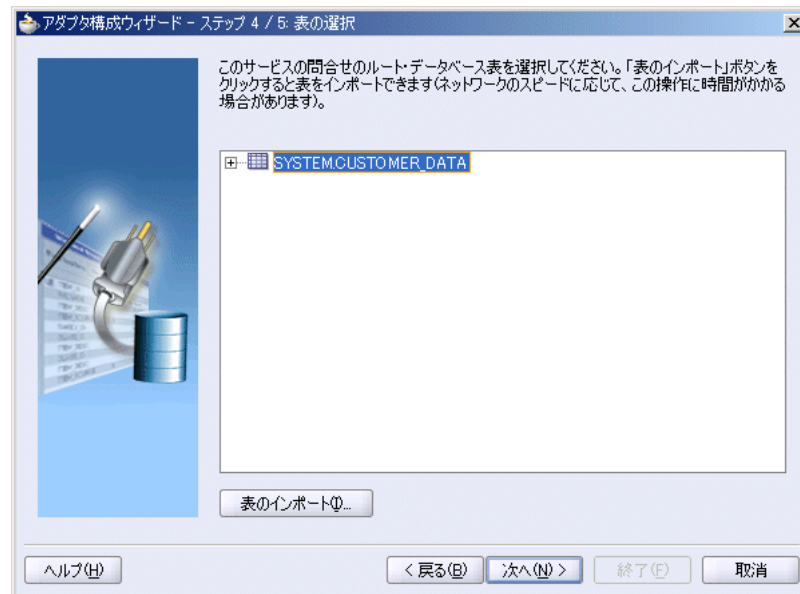 アダプタ構成ウィザード - ステップ 4 / 5: 表の選択
このサービスの問合せのルート・データベース表を選択してください。「表のインポート」ボタンを
クリックすると表をインポートできます(ネットワークのスピードに応じて、この操作に時間がかかる
場合があります)。
SYSTEM.CUSTOMER_DATA
表のインポート(I)...
ヘルプ(H)
< 戻る(B)
次へ(N) >
終了(F)
取消